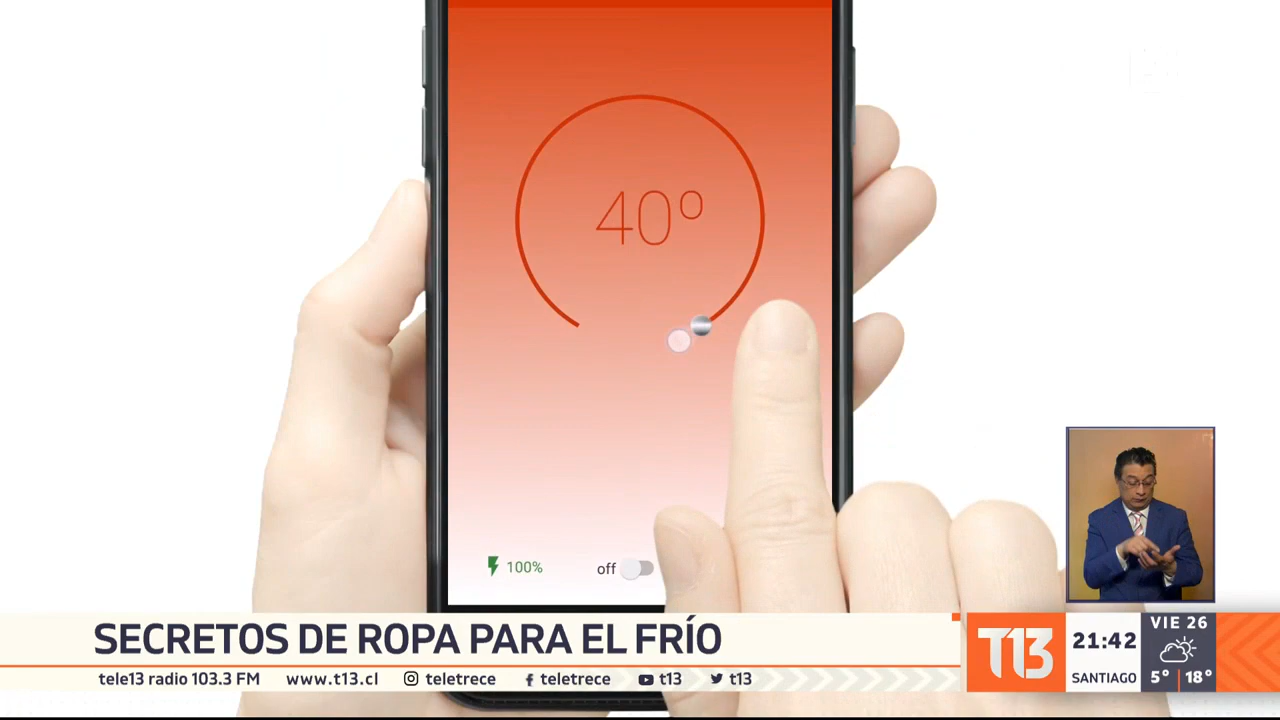 40º
100%
off
SECRETOS DE ROPA PARA EL FRÍO
tele13 radio 103.3 FM www.t13.cl teletrece teletrece t13 t13
T13
21:42
SANTIAGO
VIE 26
5° 18°